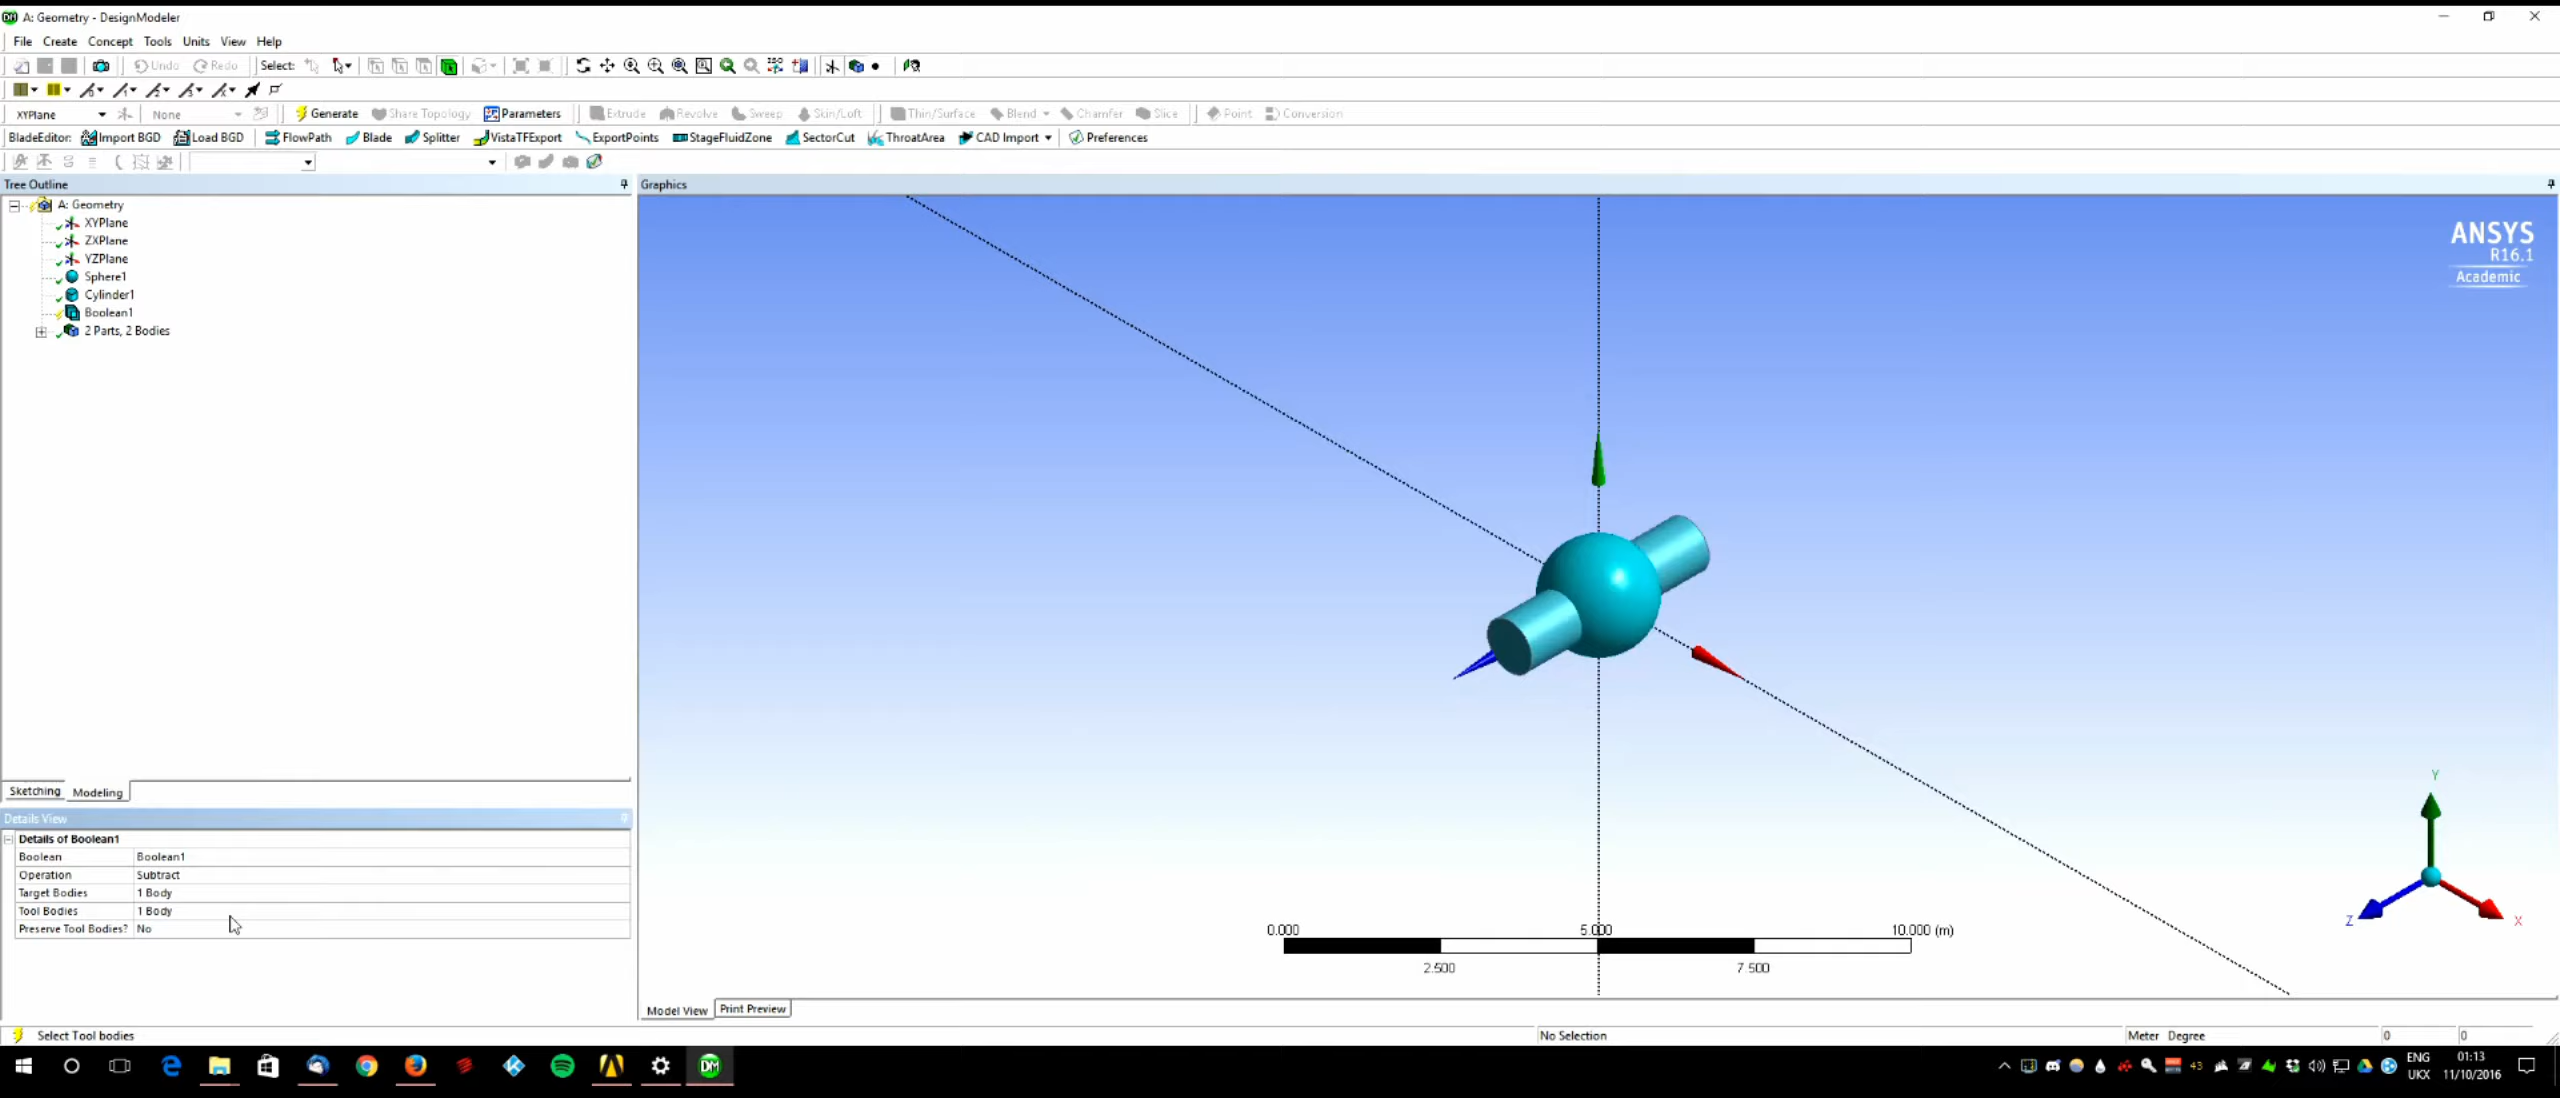 A: Geometry - DesignModeler
File Create Concept Tools Units View Help
Undo Redo Select:
XYPlane None Generate Share Topology Parameters Extrude Revolve Sweep Skin/Loft Thin/Surface Blend Chamfer Slice Point Conversion
BladeEditor: Import BGD Load BGD FlowPath Blade Splitter VistaTFExport ExportPoints StageFluidZone SectorCut ThroatArea CAD Import Preferences
Tree Outline
A: Geometry
XYPlane
ZXPlane
YZPlane
Sphere1
Cylinder1
Boolean1
2 Parts, 2 Bodies
Sketching Modeling
Details View
Details of Boolean1
Boolean Boolean1
Operation Subtract
Target Bodies 1 Body
Tool Bodies 1 Body
Preserve Tool Bodies? No
Graphics
ANSYS
R16.1
Academic
Y
Z
X
0.000 5.000 10.000 (m)
2.500 7.500
Model View Print Preview
Select Tool bodies No Selection Meter Degree 0 0
DM
43
ENG
UKX
01:13
11/10/2016